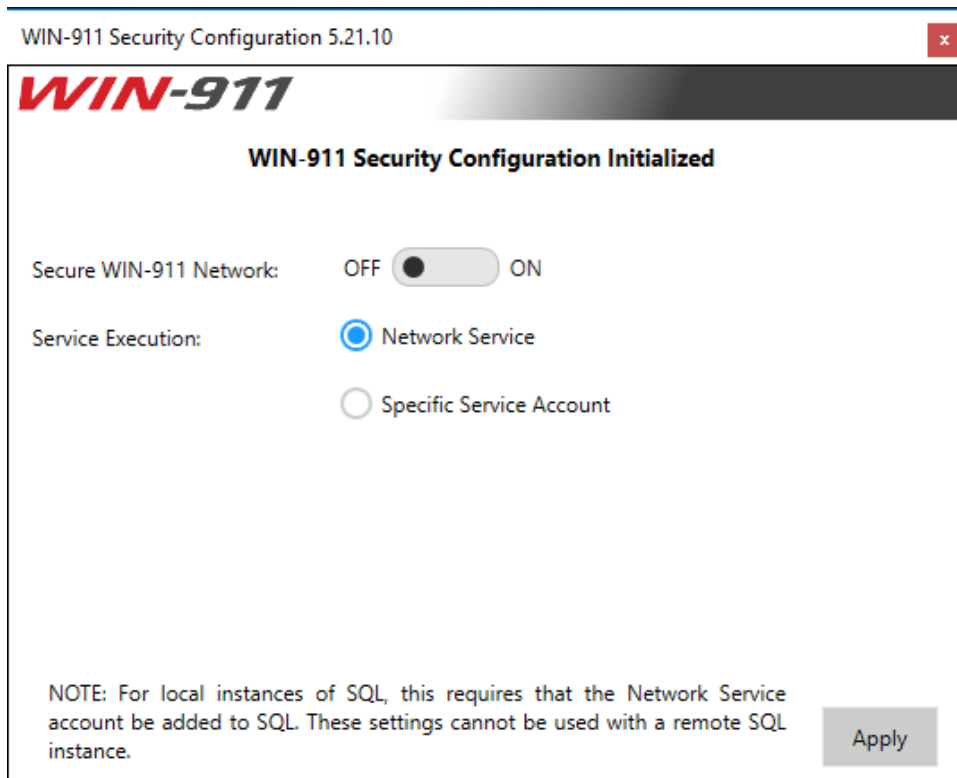 WIN-911 Security Configuration 5.21.10
x
WIN-911
WIN-911 Security Configuration Initialized
Secure WIN-911 Network: OFF ON
Service Execution: Network Service
Specific Service Account
NOTE: For local instances of SQL, this requires that the Network Service
account be added to SQL. These settings cannot be used with a remote SQL
instance.
Apply